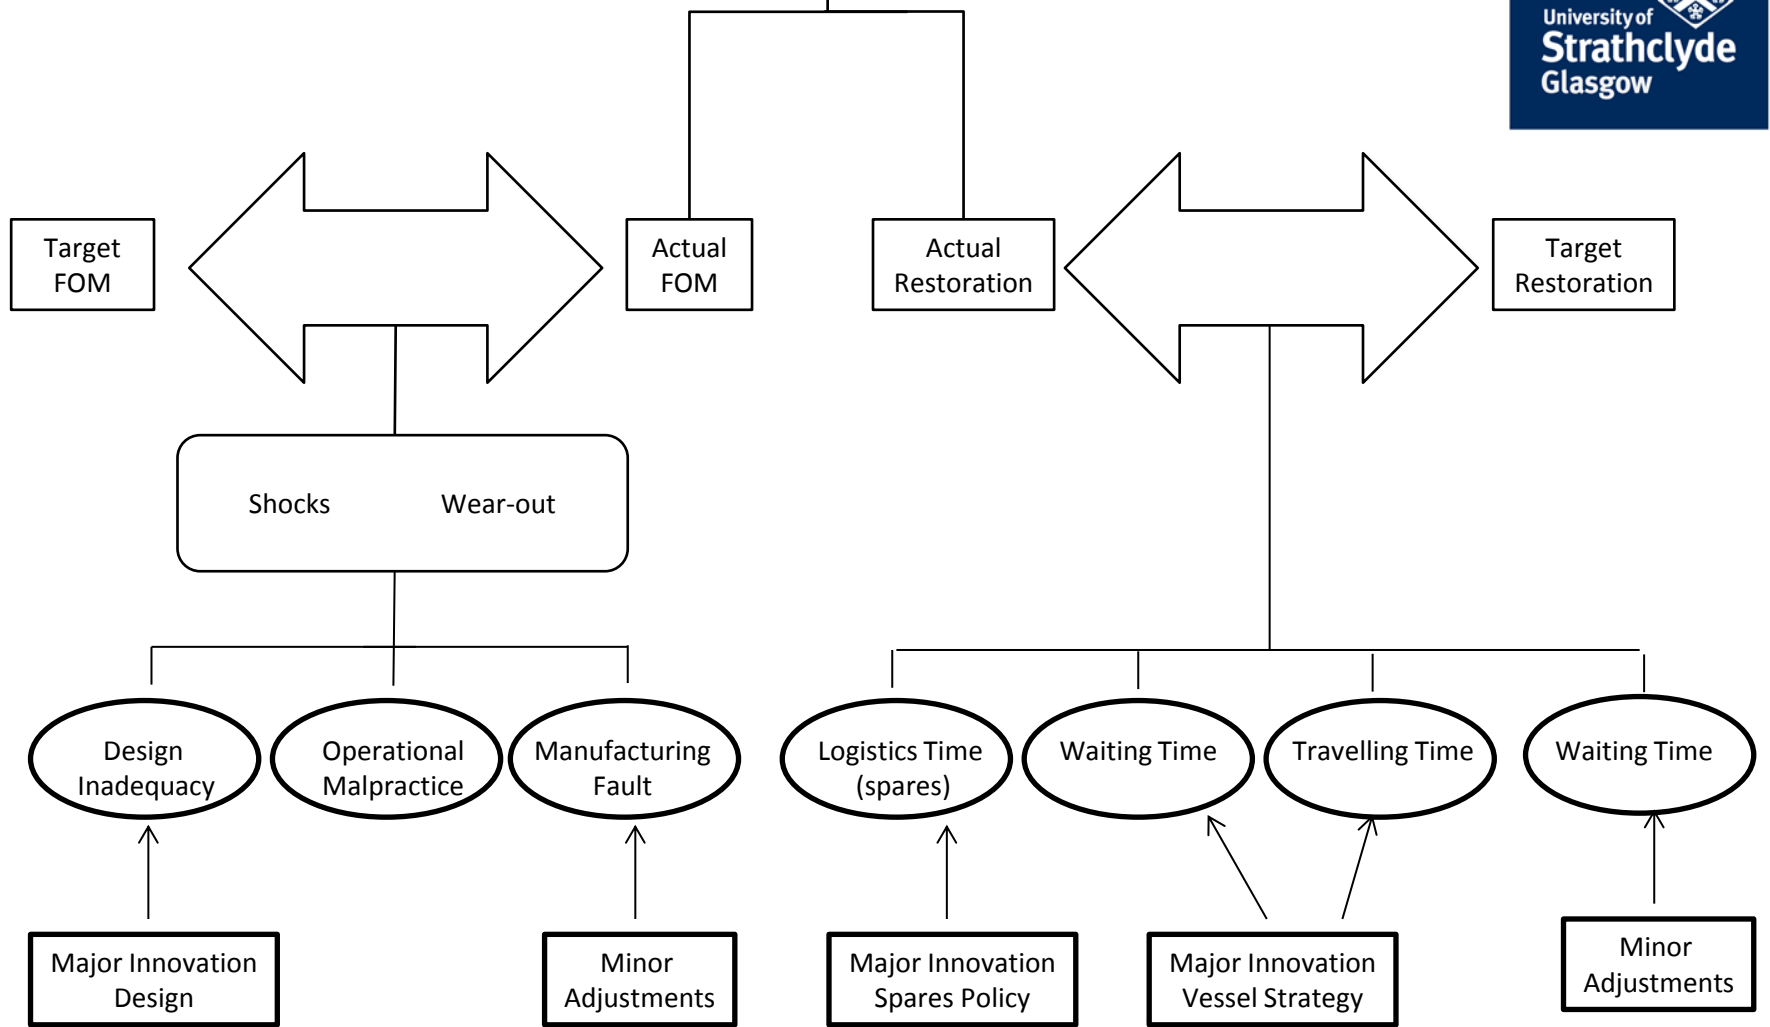 University of
Strathclyde
Glasgow
Target
FOM
Actual
FOM
Actual
Restoration
Target
Restoration
Shocks
Wear-out
Design
Inadequacy
Operational
Malpractice
Manufacturing
Fault
Logistics Time
(spares)
Waiting Time
Travelling Time
Waiting Time
Major Innovation
Design
Minor
Adjustments
Major Innovation
Spares Policy
Major Innovation
Vessel Strategy
Minor
Adjustments